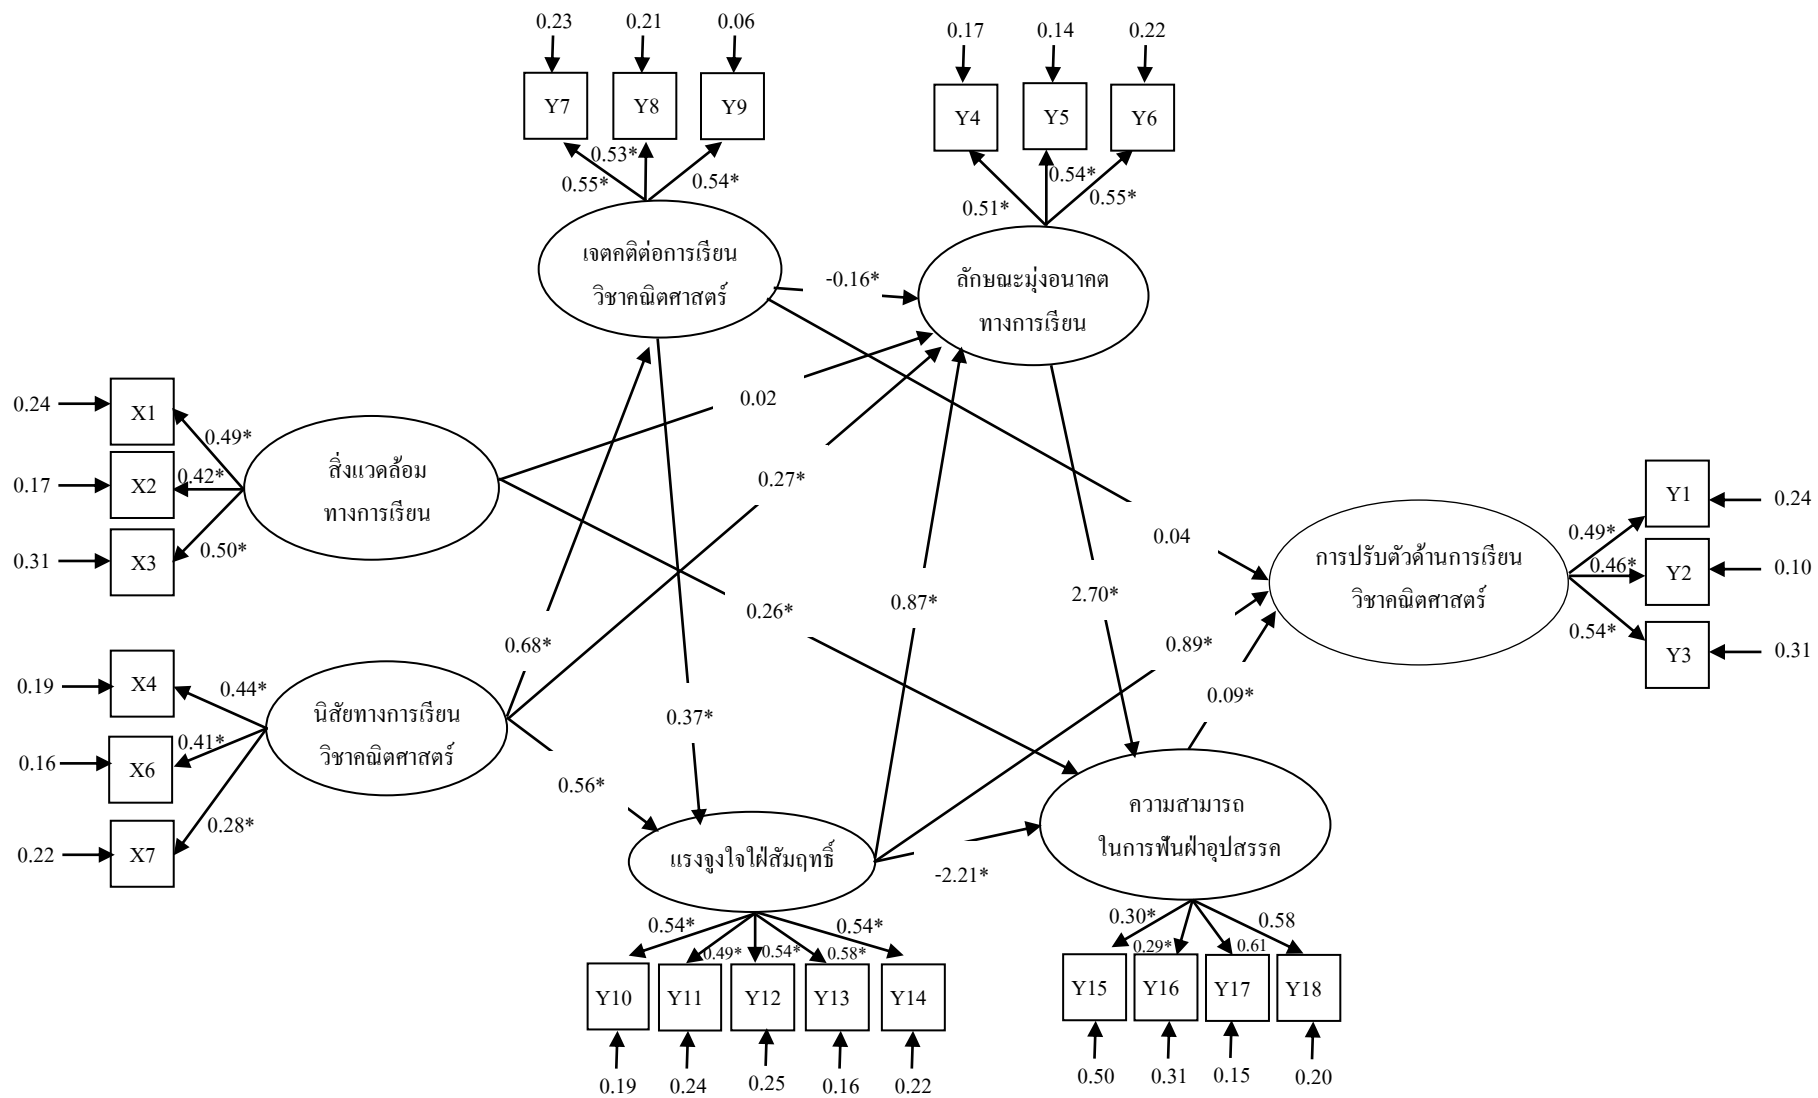 0.23 0.21 0.06
0.17 0.14 0.22
Y7 Y8 Y9
Y4 Y5 Y6
0.53*
0.55* 0.54*
0.54*
0.51* 0.55*
เจตคติต่อการเรียน
วิชาคณิตศาสตร์
-0.16*
ลักษณะมุ่งอนาคต
ทางการเรียน
0.24 X1
0.49*
0.02
0.17 X2 0.42*
สิ่งแวดล้อม
ทางการเรียน
0.27*
0.31 X3 0.50*
0.04
การปรับตัวด้านการเรียน
วิชาคณิตศาสตร์
0.49* Y1 0.24
0.46* Y2 0.10
0.54* Y3 0.31
0.26* 0.87* 2.70*
0.68* 0.89*
0.19 X4 0.44*
0.37* 0.09*
นิสัยทางการเรียน
วิชาคณิตศาสตร์
0.16 X6 0.41*
0.56*
0.22 X7 0.28*
ความสามารถ
ในการฟันฝ่าอุปสรรค
แรงจูงใจใฝ่สัมฤทธิ์
-2.21*
0.54* 0.49* 0.54* 0.58* 0.54*
0.30* 0.29* 0.61 0.58
Y10 Y11 Y12 Y13 Y14
Y15 Y16 Y17 Y18
0.19 0.24 0.25 0.16 0.22
0.50 0.31 0.15 0.20